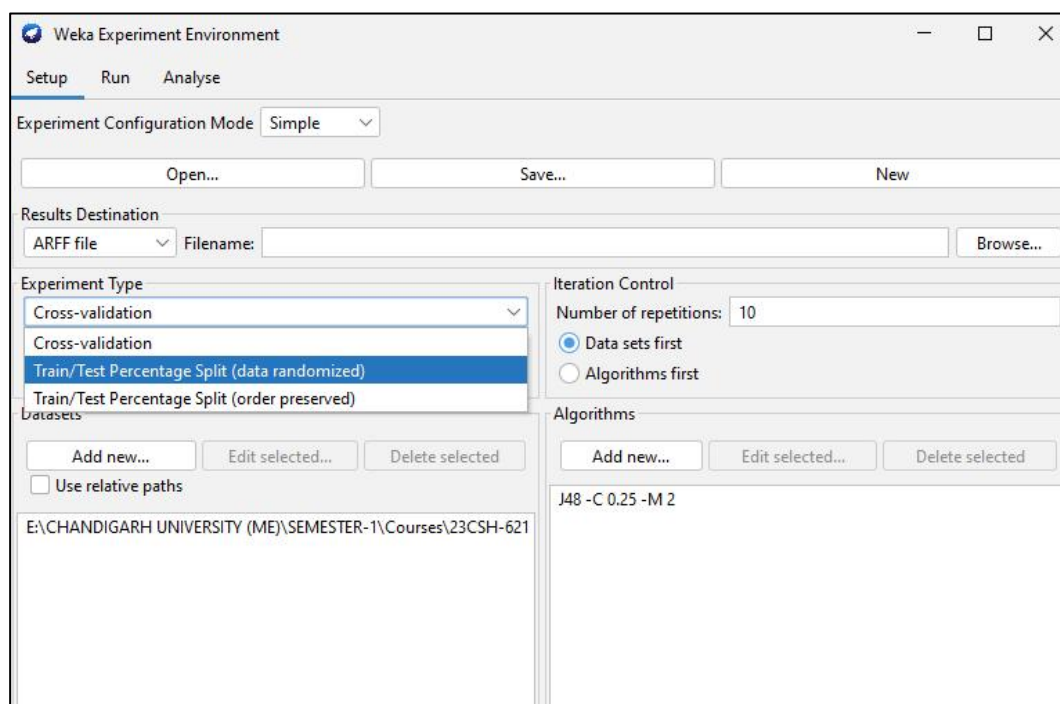 Weka Experiment Environment
Setup Run Analyse
Experiment Configuration Mode Simple
Open... Save... New
Results Destination
ARFF file Filename: Browse...
Experiment Type
Cross-validation
Cross-validation
Train/Test Percentage Split (data randomized)
Train/Test Percentage Split (order preserved)
Iteration Control
Number of repetitions: 10
Data sets first
Algorithms first
Datasets
Add new... Edit selected... Delete selected
Use relative paths
E:\CHANDIGARH UNIVERSITY (ME)\SEMESTER-1\Courses\23CSH-621
Algorithms
Add new... Edit selected... Delete selected
J48 -C 0.25 -M 2